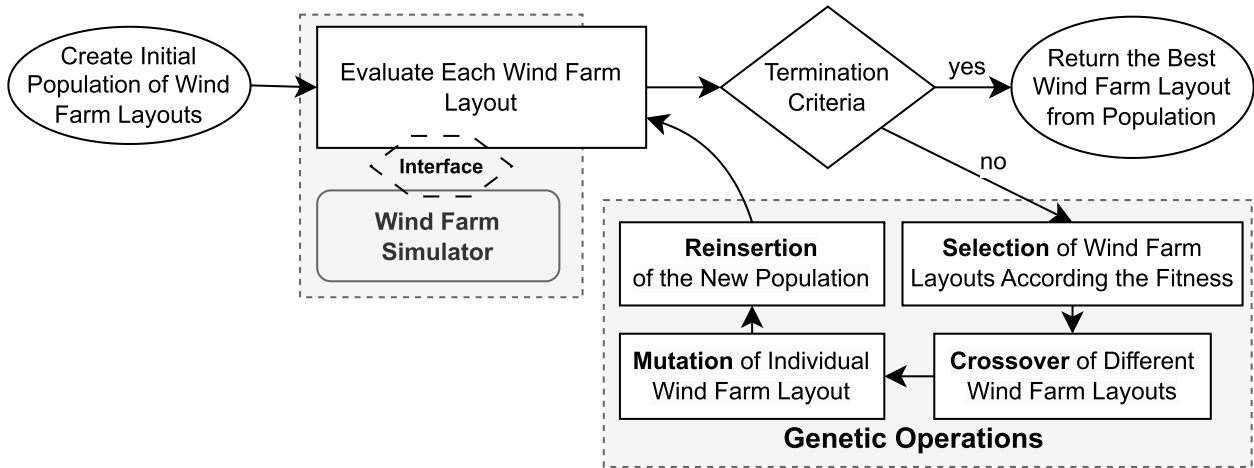 Create Initial
Population of Wind
Farm Layouts
Evaluate Each Wind Farm
Layout
Interface
Wind Farm
Simulator
Termination
Criteria
yes
Return the Best
Wind Farm Layout
from Population
no
Selection of Wind Farm
Layouts According the Fitness
Crossover of Different
Wind Farm Layouts
Mutation of Individual
Wind Farm Layout
Reinsertion
of the New Population
Genetic Operations